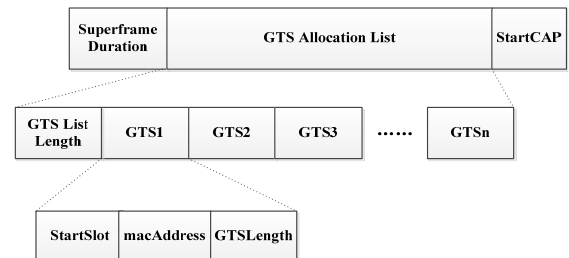 Superframe
Duration
GTS Allocation List
StartCAP
GTS List
Length
GTS1
GTS2
GTS3
......
GTSn
StartSlot
macAddress
GTSLength